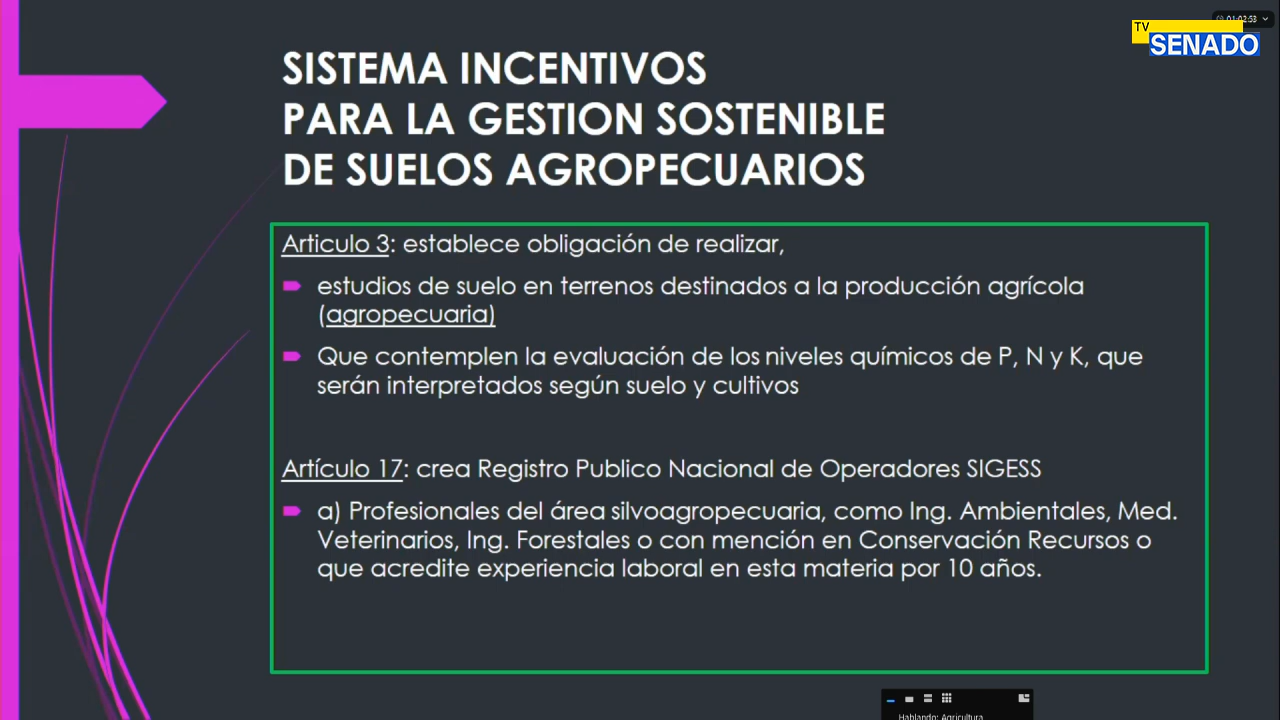 01:02:53
TV
SENADO
SISTEMA INCENTIVOS
PARA LA GESTION SOSTENIBLE
DE SUELOS AGROPECUARIOS
Articulo 3: establece obligación de realizar,
estudios de suelo en terrenos destinados a la producción agrícola
(agropecuaria)
Que contemplen la evaluación de los niveles químicos de P, N y K, que
serán interpretados según suelo y cultivos
Artículo 17: crea Registro Publico Nacional de Operadores SIGESS
a) Profesionales del área silvoagropecuaria, como Ing. Ambientales, Med.
Veterinarios, Ing. Forestales o con mención en Conservación Recursos o
que acredite experiencia laboral en esta materia por 10 años.
Hablando: Agricultura